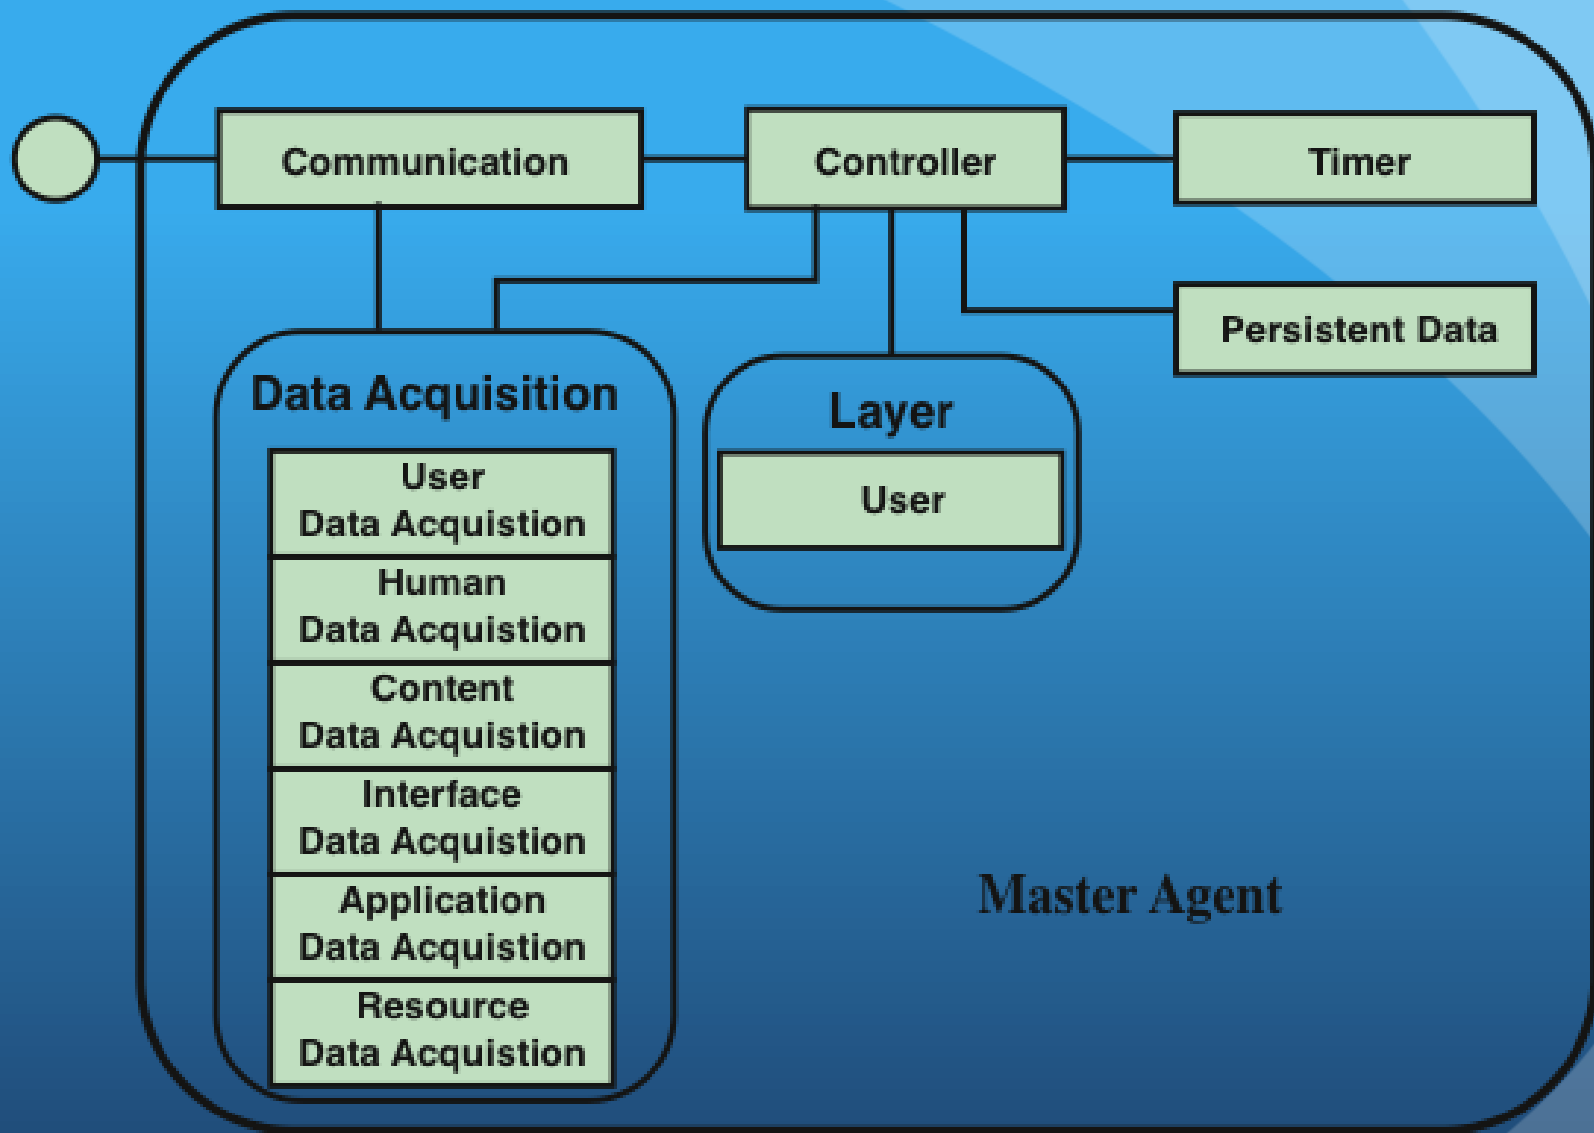 Communication
Controller
Timer
Persistent Data
Data Acquisition
User
Data Acquistion
Human
Data Acquistion
Content
Data Acquistion
Interface
Data Acquistion
Application
Data Acquistion
Resource
Data Acquistion
Layer
User
Master Agent